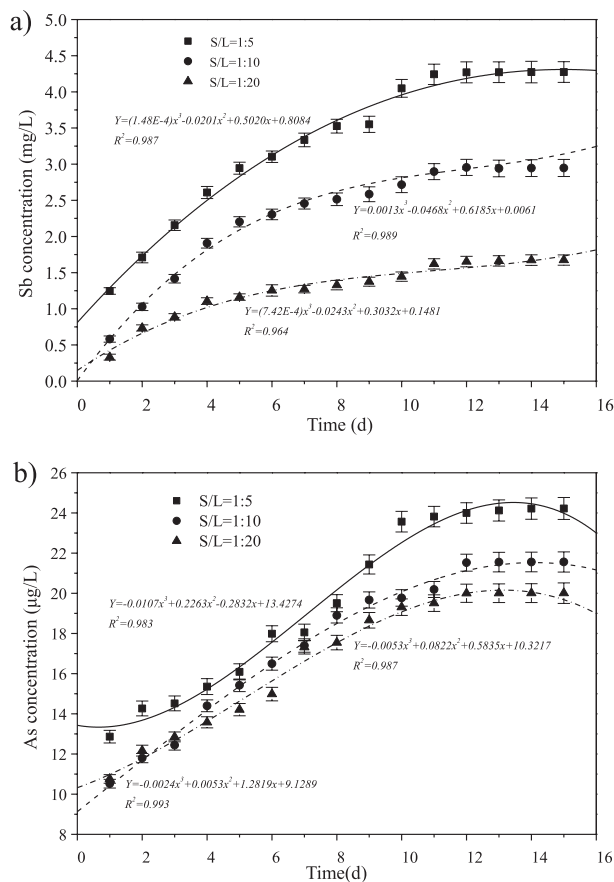 a)
5.0
4.5
4.0
3.5
3.0
2.5
2.0
1.5
1.0
0.5
0.0
Sb concentration (mg/L)
S/L=1:5
S/L=1:10
S/L=1:20
Y=(1.48E-4)x³-0.0201x²+0.5020x+0.8084
R²=0.987
Y=0.0013x³-0.0468x²+0.6185x+0.0061
R²=0.989
Y=(7.42E-4)x³-0.0243x²+0.3032x+0.1481
R²=0.964
0 2 4 6 8 10 12 14 16
Time (d)
b)
26
24
22
20
18
16
14
12
10
8
As concentration (μg/L)
S/L=1:5
S/L=1:10
S/L=1:20
Y=-0.0107x³+0.2263x²-0.2832x+13.4274
R²=0.983
Y=-0.0053x³+0.0822x²+0.5835x+10.3217
R²=0.987
Y=-0.0024x³+0.0053x²+1.2819x+9.1289
R²=0.993
0 2 4 6 8 10 12 14 16
Time(d)